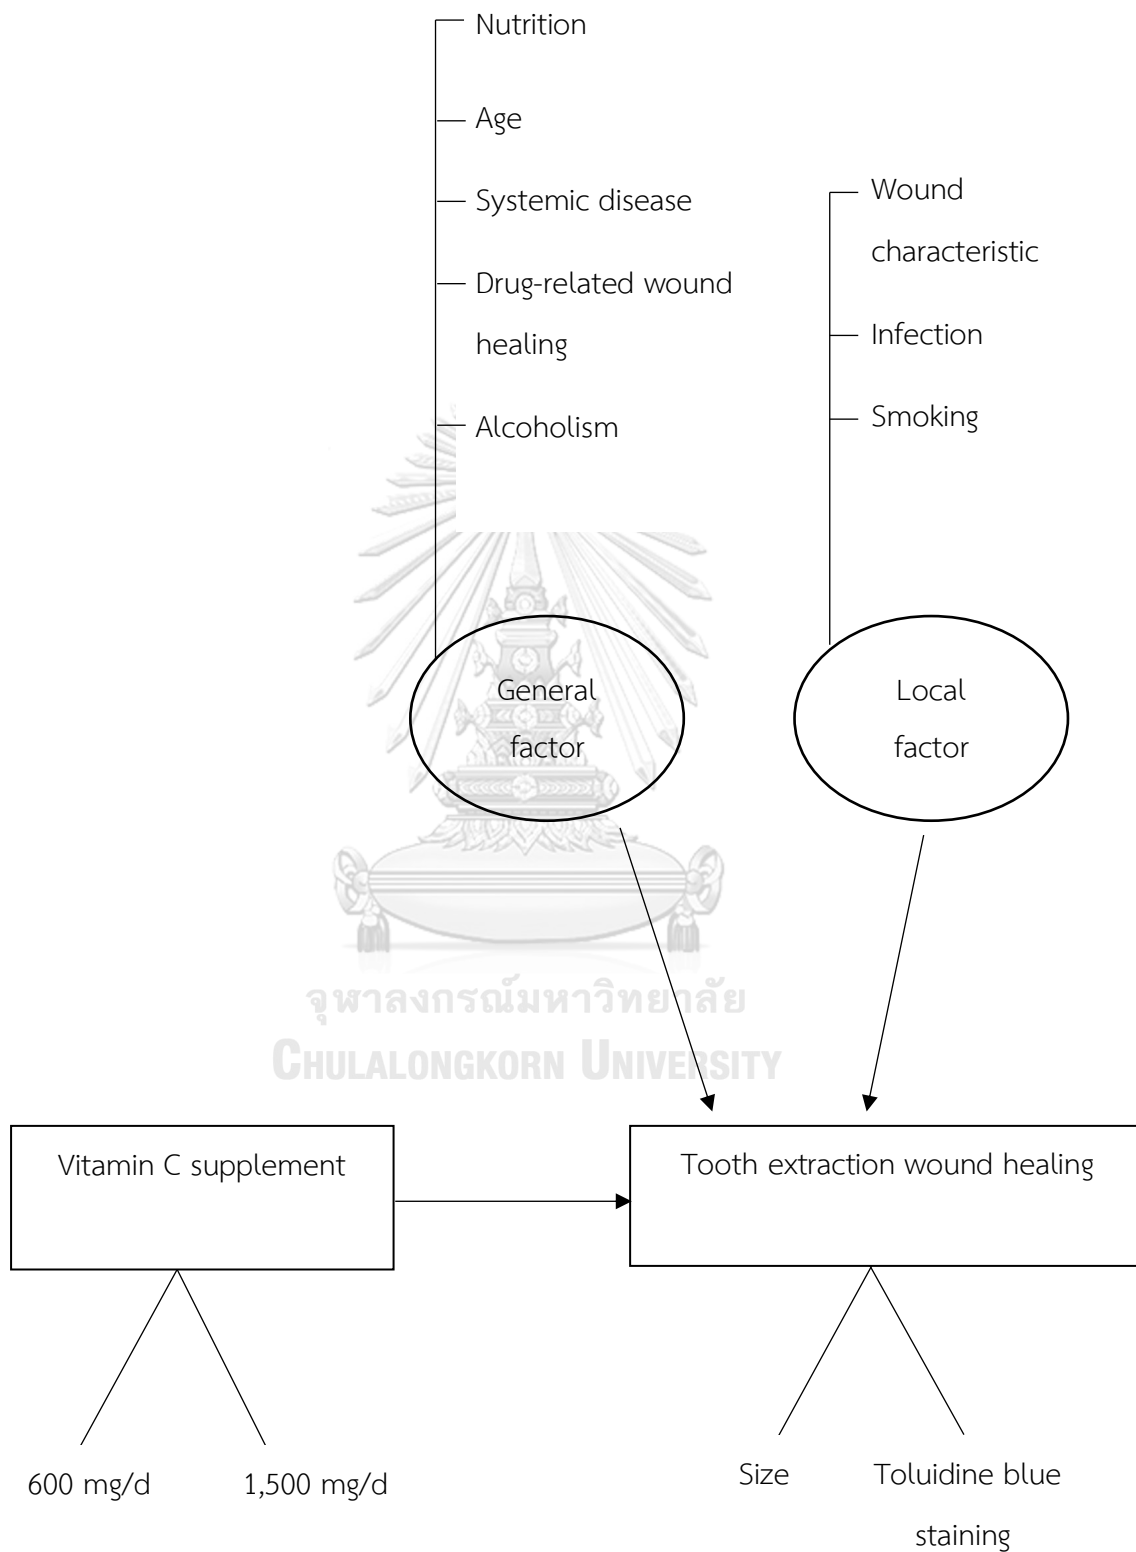 Nutrition
Age
Systemic disease
Drug-related wound
healing
Alcoholism
Wound
characteristic
Infection
Smoking
General
factor
Local
factor
จุฬาลงกรณ์มหาวิทยาลัย
CHULALONGKORN UNIVERSITY
Vitamin C supplement
Tooth extraction wound healing
600 mg/d
1,500 mg/d
Size
Toluidine blue
staining